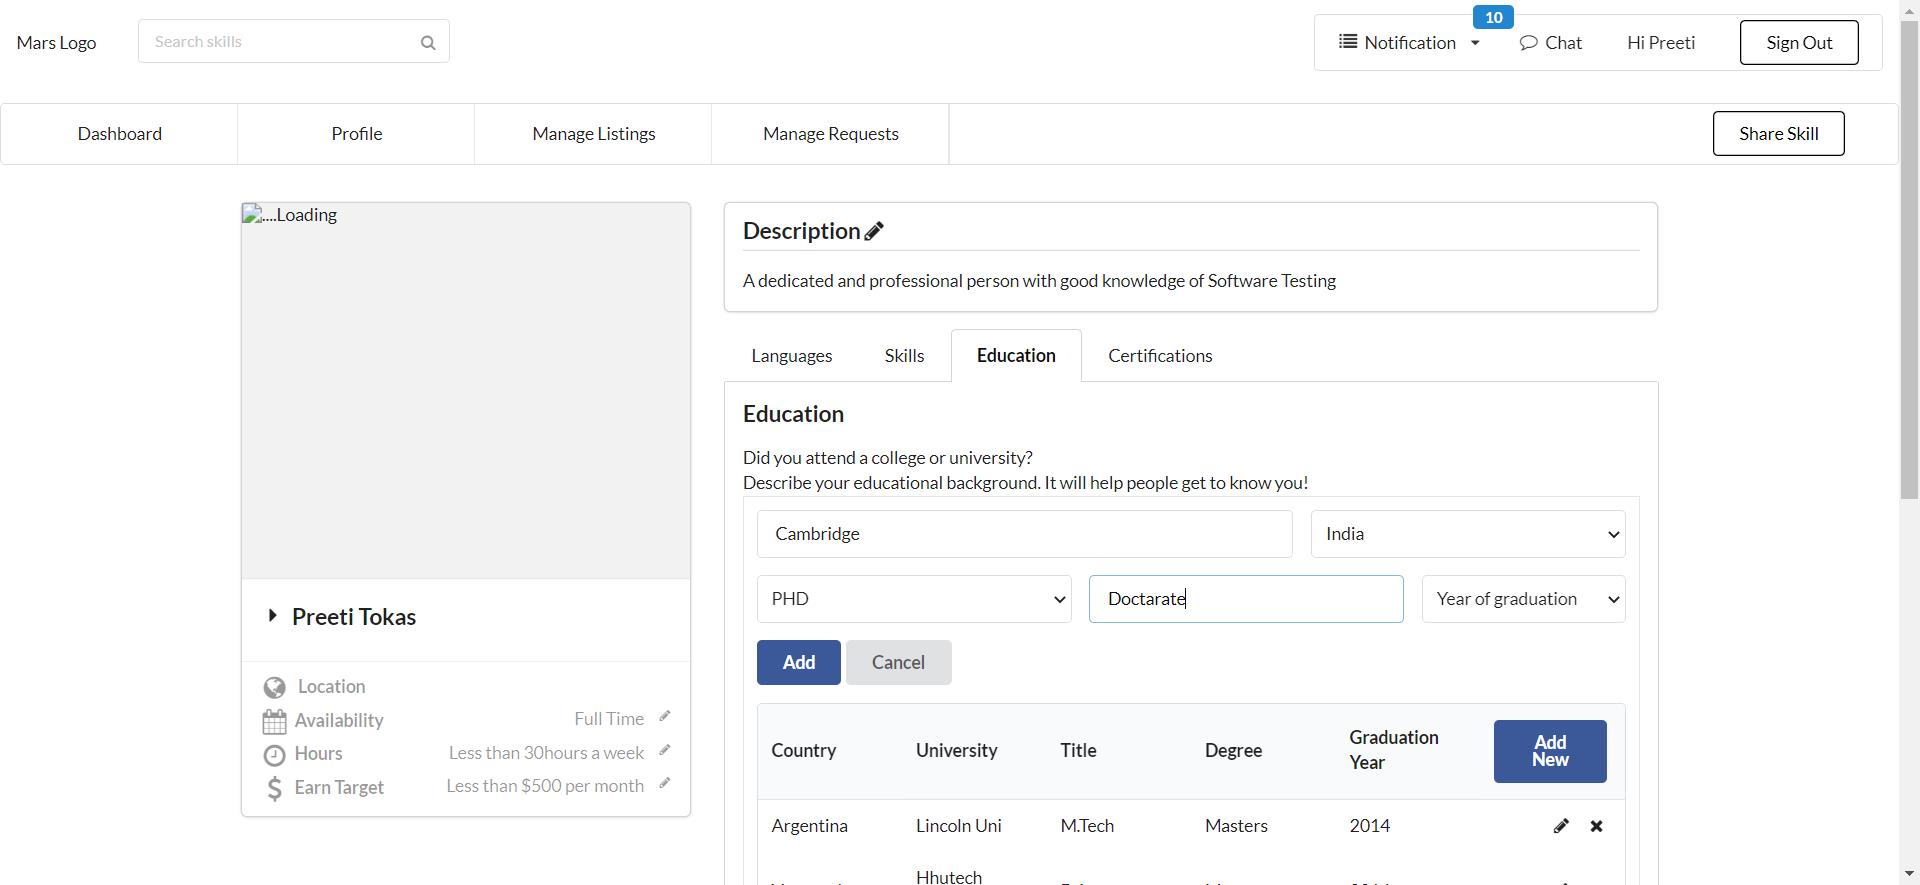 Mars Logo
Search skills
Notification
10
Chat
Hi Preeti
Sign Out
Dashboard
Profile
Manage Listings
Manage Requests
Share Skill
....Loading
Preeti Tokas
Location
Availability
Full Time
Hours
Less than 30hours a week
Earn Target
Less than $500 per month
Description
A dedicated and professional person with good knowledge of Software Testing
Languages
Skills
Education
Certifications
Education
Did you attend a college or university?
Describe your educational background. It will help people get to know you!
Cambridge
India
PHD
Doctarate
Year of graduation
Add
Cancel
Country
University
Title
Degree
Graduation
Year
Add
New
Argentina
Lincoln Uni
M.Tech
Masters
2014
Hhutech